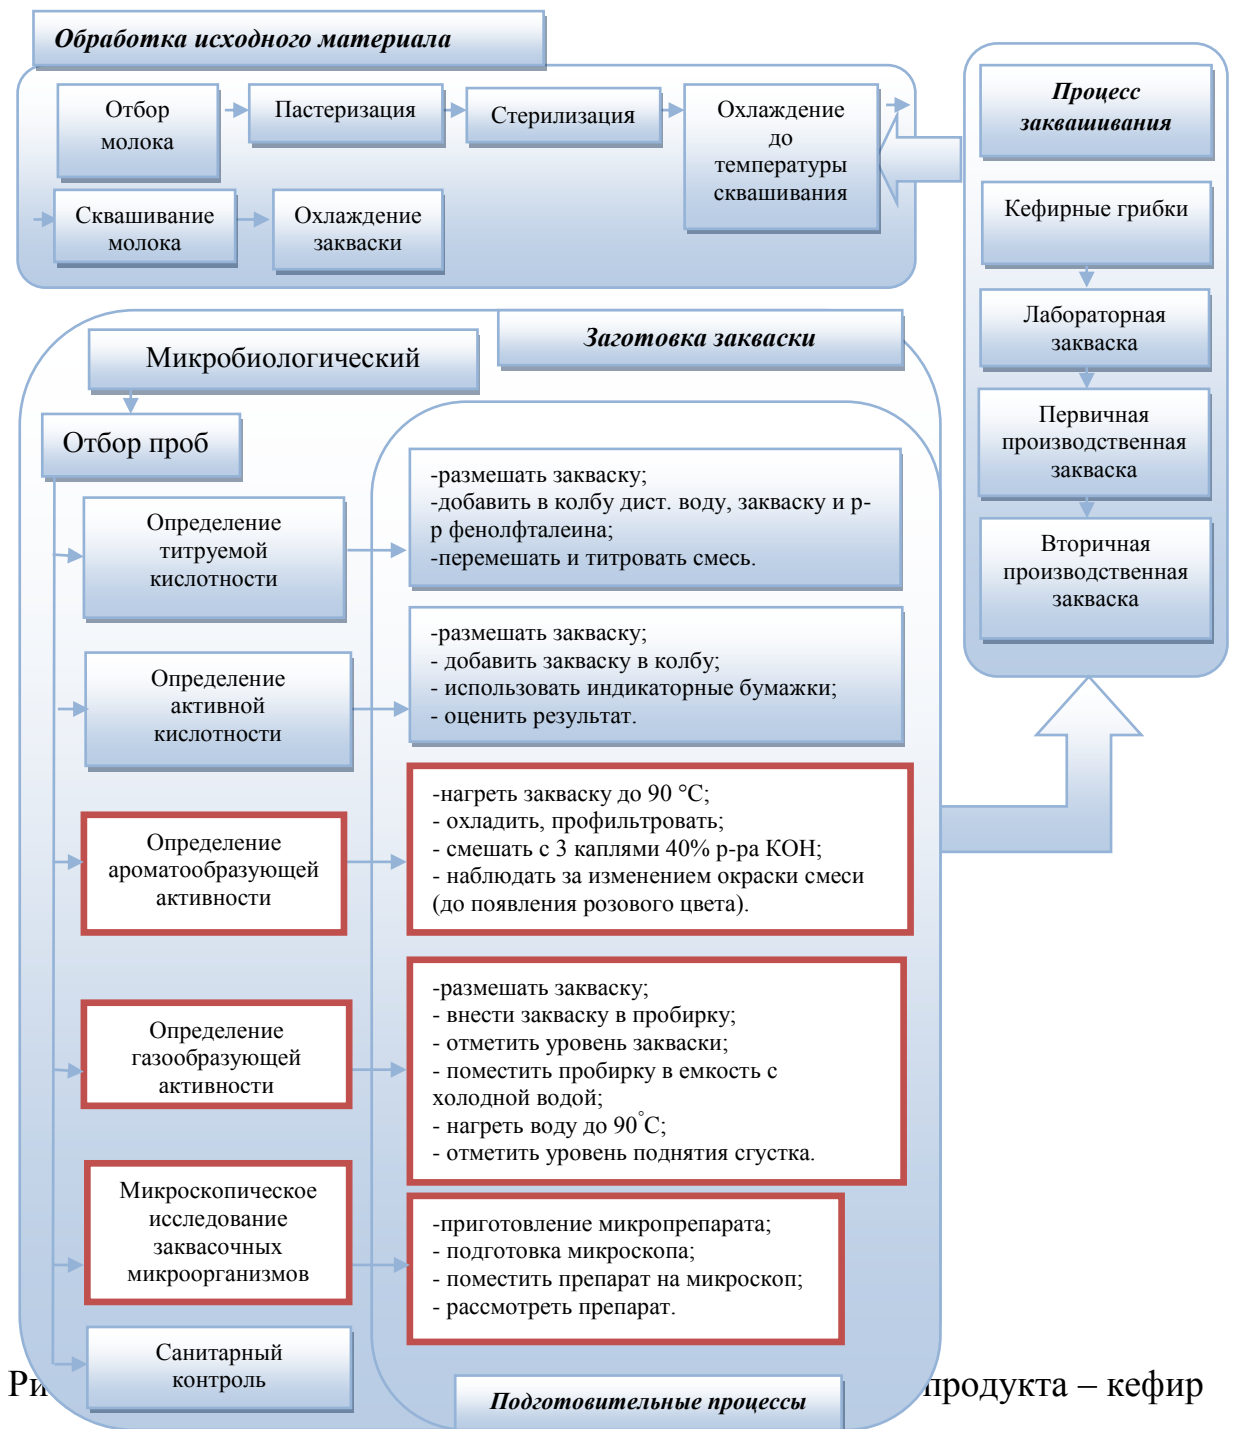 Обработка исходного материала
Отбор
молока
Пастеризация
Стерилизация
Охлаждение
до
температуры
сквашивания
Сквашивание
молока
Охлаждение
закваски
Процесс
заквашивания
Кефирные грибки
Лабораторная
закваска
Первичная
производственная
закваска
Вторичная
производственная
закваска
Заготовка закваски
Микробиологический
Отбор проб
Определение
титруемой
кислотности
-размешать закваску;
-добавить в колбу дист. воду, закваску и р-
р фенолфталеина;
-перемешать и титровать смесь.
Определение
активной
кислотности
-размешать закваску;
- добавить закваску в колбу;
- использовать индикаторные бумажки;
- оценить результат.
Определение
ароматообразующей
активности
-нагреть закваску до 90 °С;
- охладить, профильтровать;
- смешать с 3 каплями 40% р-ра КОН;
- наблюдать за изменением окраски смеси
(до появления розового цвета).
Определение
газообразующей
активности
-размешать закваску;
- внести закваску в пробирку;
- отметить уровень закваски;
- поместить пробирку в емкость с
холодной водой;
- нагреть воду до 90°С;
- отметить уровень поднятия сгустка.
Микроскопическое
исследование
заквасочных
микроорганизмов
-приготовление микропрепарата;
- подготовка микроскопа;
- поместить препарат на микроскоп;
- рассмотреть препарат.
Санитарный
контроль
Подготовительные процессы
продукта – кефир